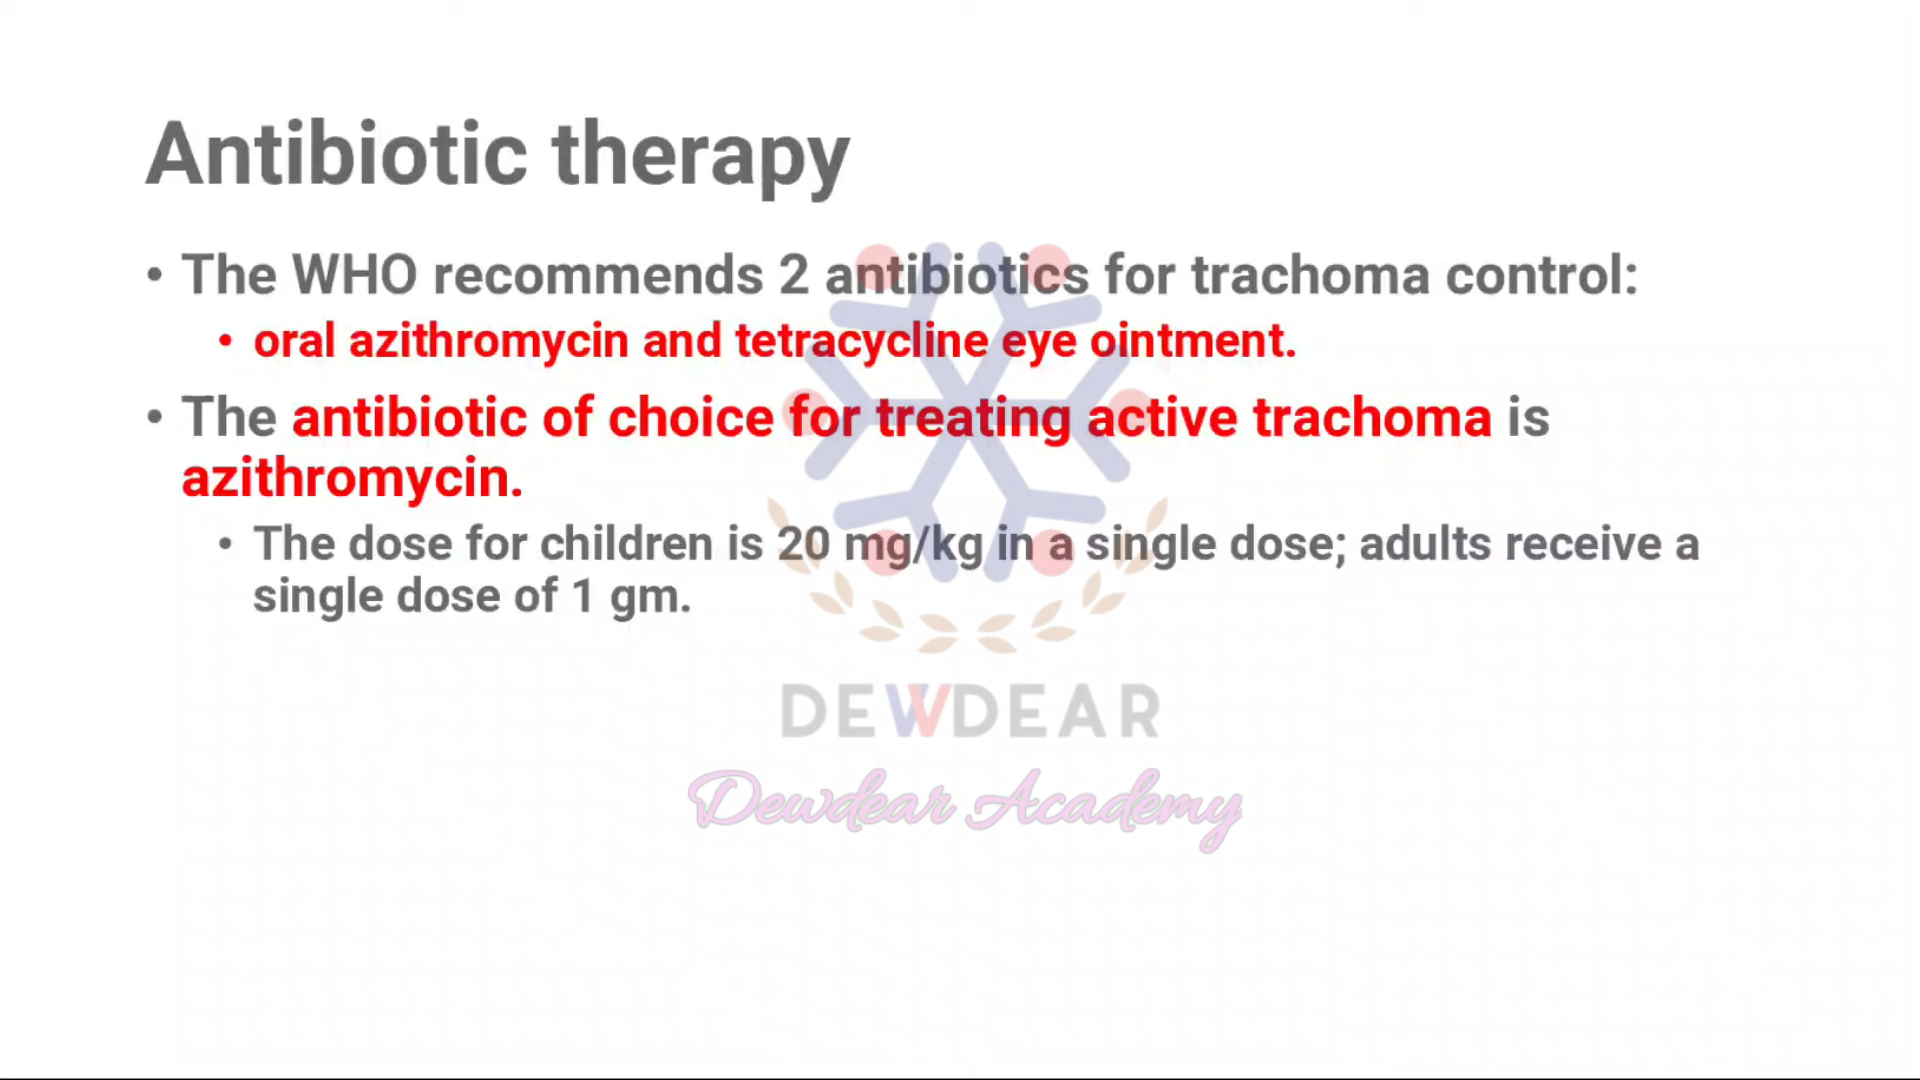 Antibiotic therapy
• The WHO recommends 2 antibiotics for trachoma control:
• oral azithromycin and tetracycline eye ointment.
• The antibiotic of choice for treating active trachoma is
azithromycin.
• The dose for children is 20 mg/kg in a single dose; adults receive a
single dose of 1 gm.
DEWDEAR
Dewdear Academy